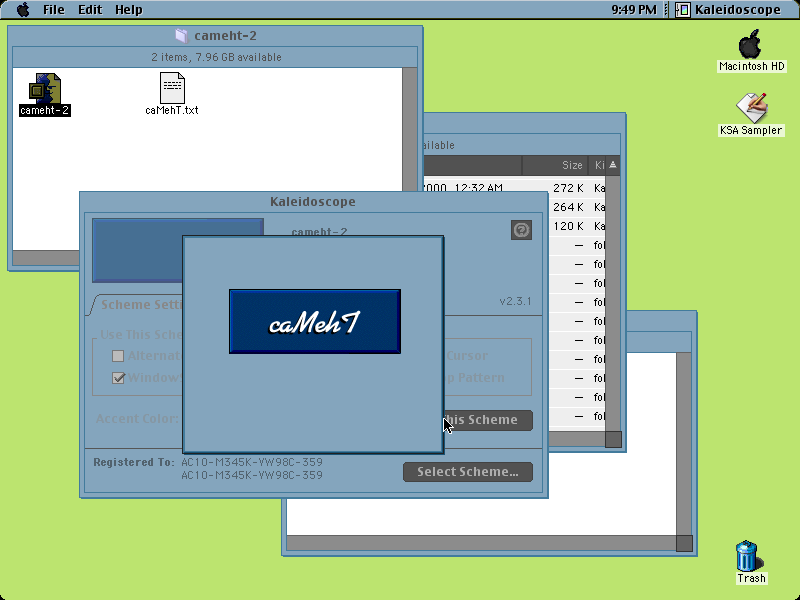 File Edit Help
9:49 PM Kaleidoscope
cameht-2
2 items, 7.96 GB available
cameht-2
caMehT.txt
Macintosh HD
KSA Sampler
ailable
Size Ki
2000, 12:32 AM 272 K Ka
264 K Ka
120 K Ka
— fol
— fol
— fol
— fol
— fol
— fol
— fol
— fol
— fol
— fol
Kaleidoscope
cameht-2
v2.3.1
Scheme Setti
Use This Sche
Alternat
Cursor
Window
p Pattern
Accent Color:
his Scheme
caMehT
Registered To: AC10-M345K-YW98C-359
AC10-M345K-YW98C-359
Select Scheme...
Trash